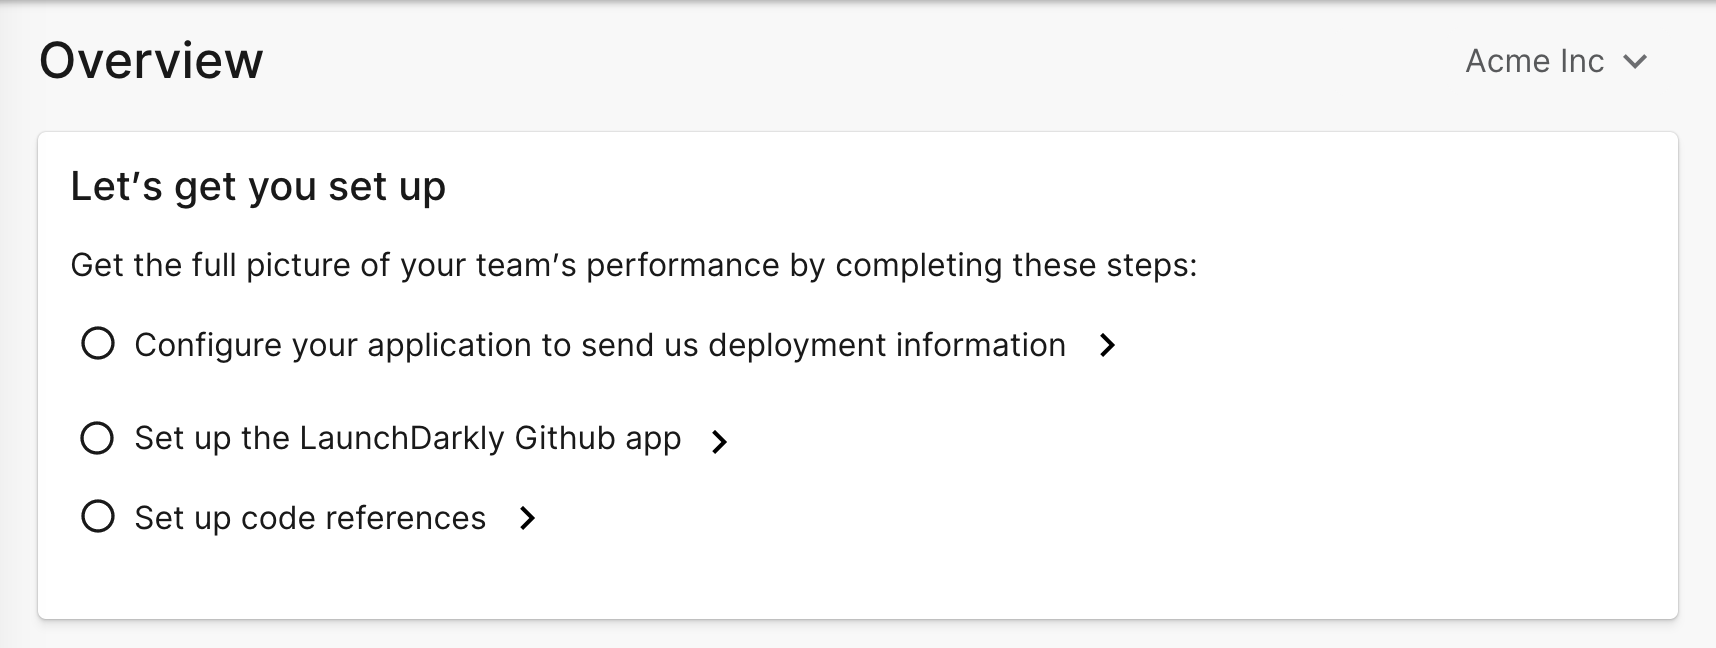 Overview
Acme Inc
Let’s get you set up
Get the full picture of your team’s performance by completing these steps:
Configure your application to send us deployment information
Set up the LaunchDarkly Github app
Set up code references